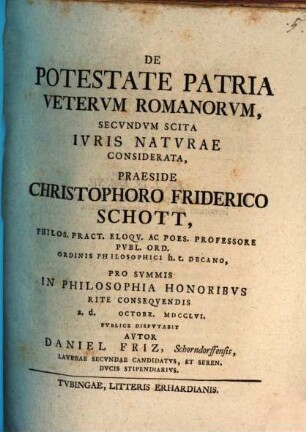 DE
POTESTATE PATRIA
VETERVM ROMANORVM,
SECVNDVM SCITA
IVRIS NATVRAE
CONSIDERATA,
PRAESIDE
CHRISTOPHORO FRIDERICO
SCHOTT,
PHILOS. PRACT. ELOQV. AC POES. PROFESSORE
PVBL. ORD.
ORDINIS PHILOSOPHICI h. t. DECANO,
PRO SVMMIS
IN PHILOSOPHIA HONORIBVS
RITE CONSEQVENDIS
a. d. OCTOBR. MDCCLVI.
PVBLICE DISPVTABIT
AVTOR
DANIEL FRIZ, Schorndorffensis,
LAVREAE SECVNDAE CANDIDATVS, ET SEREN.
DVCIS STIPENDIARIVS.
TVBINGAE, LITTERIS ERHARDIANIS.